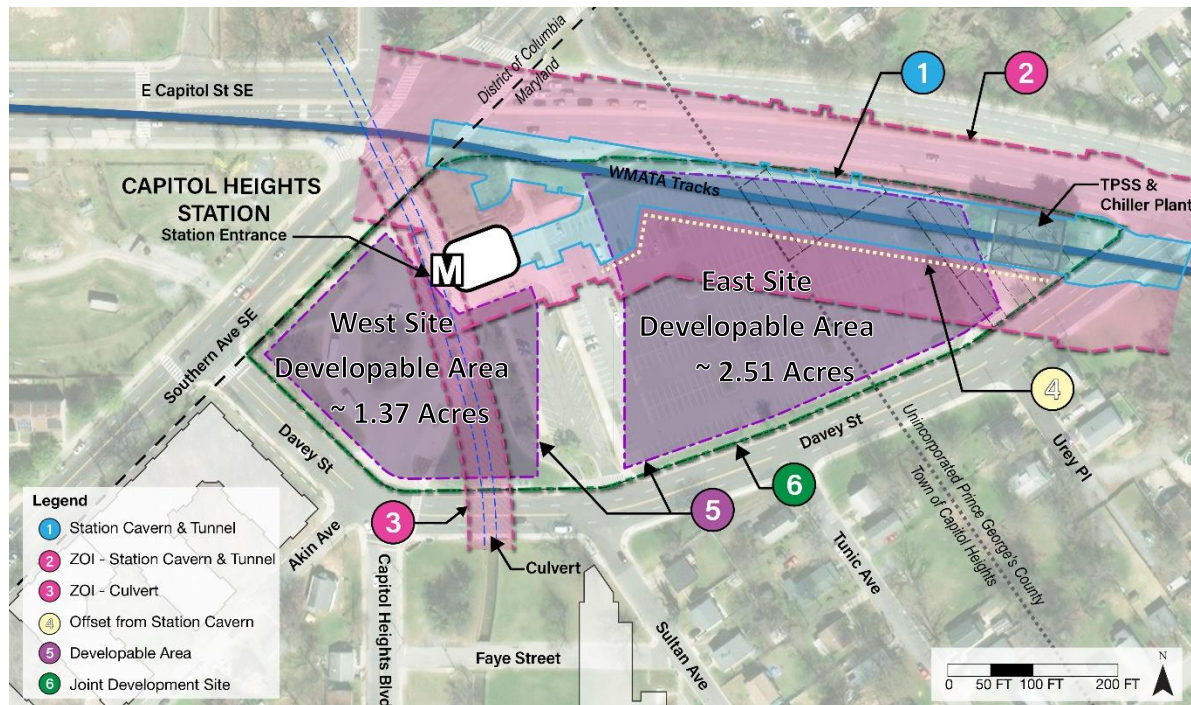 E Capitol St SE
District of Columbia
Maryland
1
2
CAPITOL HEIGHTS
STATION
Station Entrance
M
WMATA Tracks
TPSS &
Chiller Plant
West Site
Developable Area
~ 1.37 Acres
East Site
Developable Area
~ 2.51 Acres
Southern Ave SE
Davey St
Davey St
4
Unincorporated Prince George's County
Town of Capitol Heights
Urey Pl
6
5
3
Akin Ave
Capitol Heights Blvd
Culvert
Tunic Ave
Sultan Ave
Faye Street
Legend
1 Station Cavern & Tunnel
2 ZOI - Station Cavern & Tunnel
3 ZOI - Culvert
4 Offset from Station Cavern
5 Developable Area
6 Joint Development Site
N
0 50 FT 100 FT 200 FT